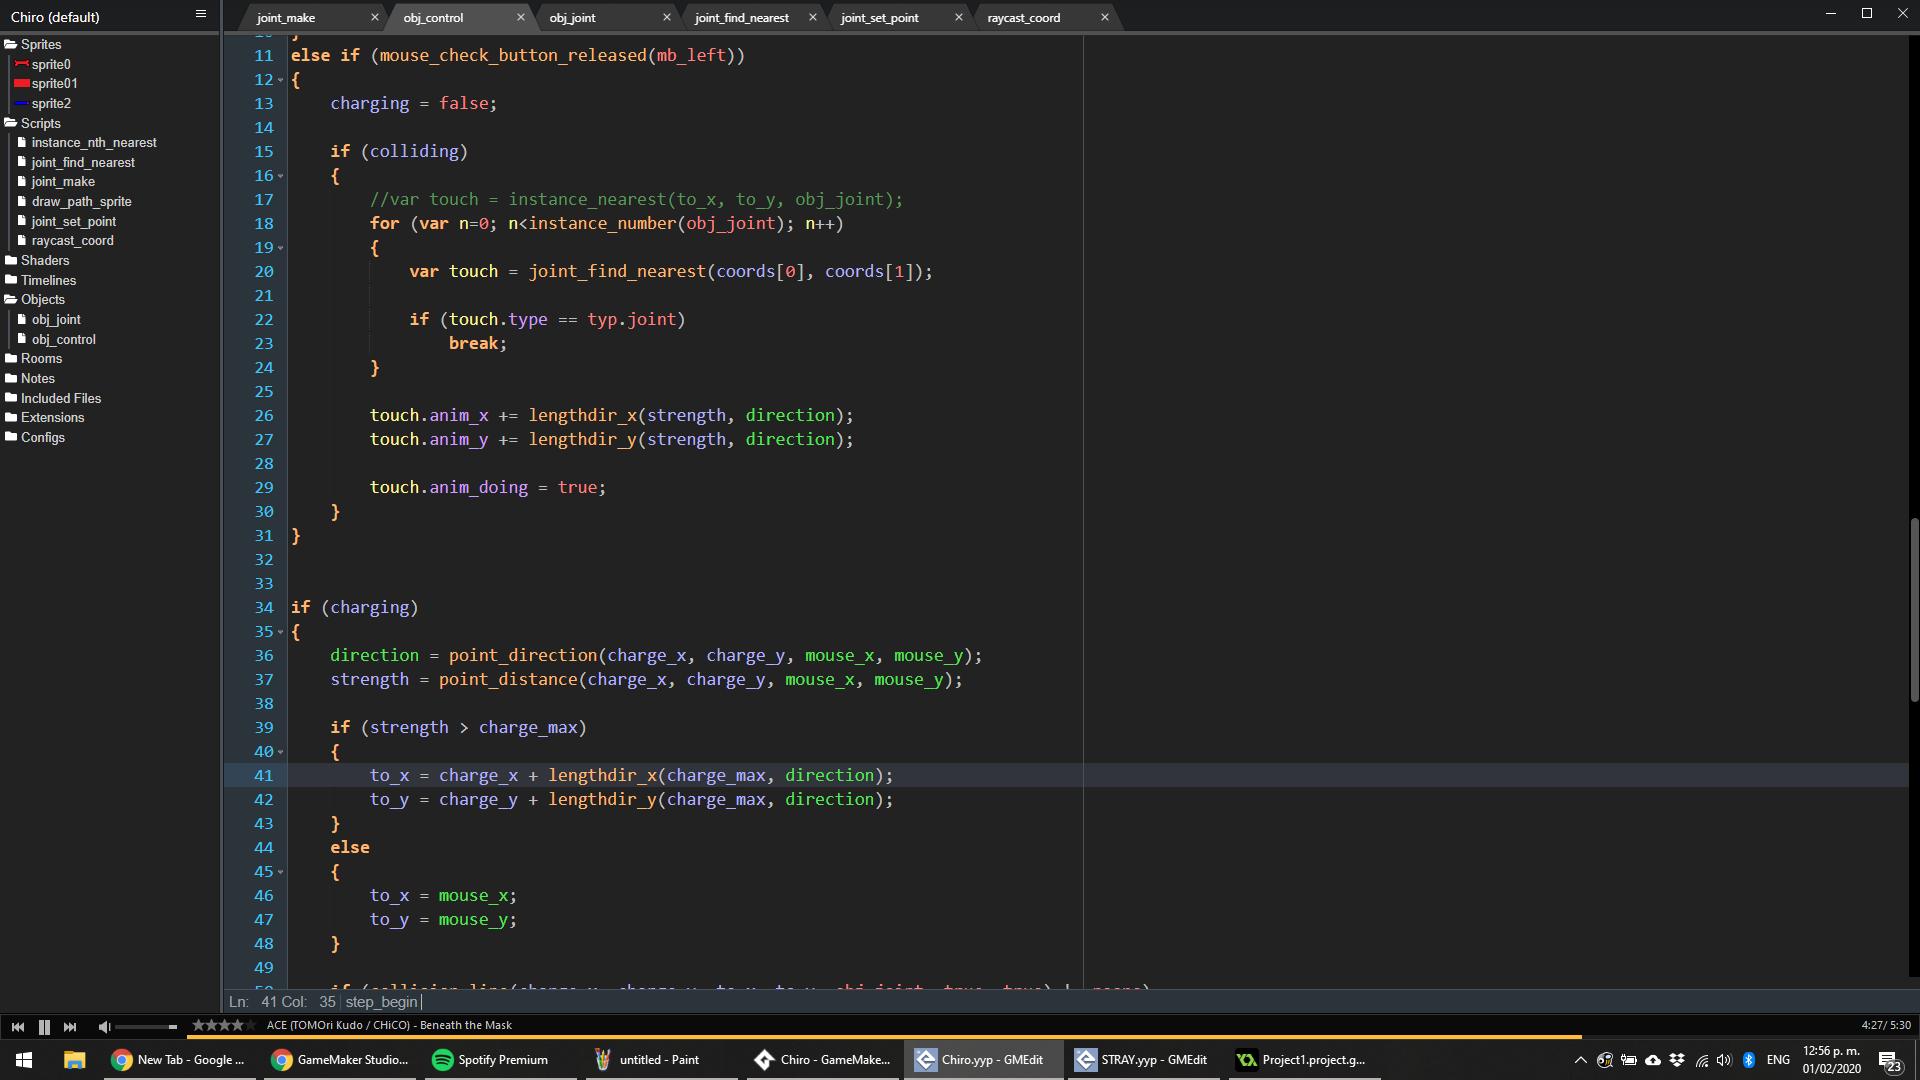 Chiro (default)
joint_make
obj_control
obj_joint
joint_find_nearest
joint_set_point
raycast_coord
Sprites
sprite0
sprite01
sprite2
Scripts
instance_nth_nearest
joint_find_nearest
joint_make
draw_path_sprite
joint_set_point
raycast_coord
Shaders
Timelines
Objects
obj_joint
obj_control
Rooms
Notes
Included Files
Extensions
Configs
11 else if (mouse_check_button_released(mb_left))
12 {
13 charging = false;
14
15 if (colliding)
16 {
17 //var touch = instance_nearest(to_x, to_y, obj_joint);
18 for (var n=0; n<instance_number(obj_joint); n++)
19 {
20 var touch = joint_find_nearest(coords[0], coords[1]);
21
22 if (touch.type == typ.joint)
23 break;
24 }
25
26 touch.anim_x += lengthdir_x(strength, direction);
27 touch.anim_y += lengthdir_y(strength, direction);
28
29 touch.anim_doing = true;
30 }
31 }
32
33
34 if (charging)
35 {
36 direction = point_direction(charge_x, charge_y, mouse_x, mouse_y);
37 strength = point_distance(charge_x, charge_y, mouse_x, mouse_y);
38
39 if (strength > charge_max)
40 {
41 to_x = charge_x + lengthdir_x(charge_max, direction);
42 to_y = charge_y + lengthdir_y(charge_max, direction);
43 }
44 else
45 {
46 to_x = mouse_x;
47 to_y = mouse_y;
48 }
49
Ln: 41 Col: 35 step_begin
ACE (TOMOri Kudo / CHiCO) - Beneath the Mask
4:27/ 5:30
New Tab - Google ...
GameMaker Studio...
Spotify Premium
untitled - Paint
Chiro - GameMake...
Chiro.yyp - GMEdit
STRAY.yyp - GMEdit
Project1.project.g...
ENG
12:56 p. m.
01/02/2020
23